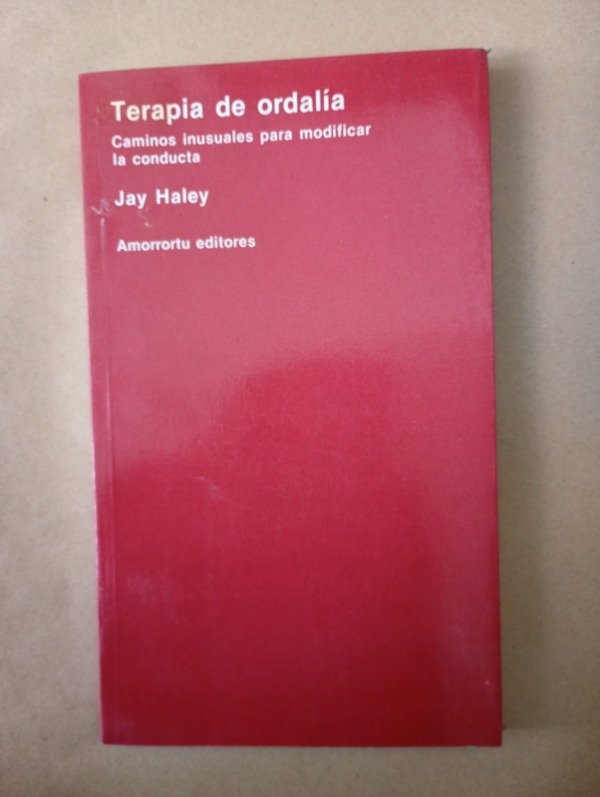 Terapia de ordalía
Caminos inusuales para modificar
la conducta
Jay Haley
Amorrortu editores